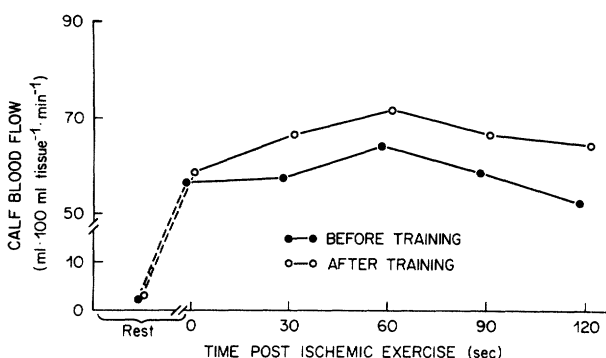 90
70
50
10
0
CALF BLOOD FLOW
(ml·100 ml tissue⁻¹·min⁻¹)
BEFORE TRAINING
AFTER TRAINING
0 30 60 90 120
Rest
TIME POST ISCHEMIC EXERCISE (sec)